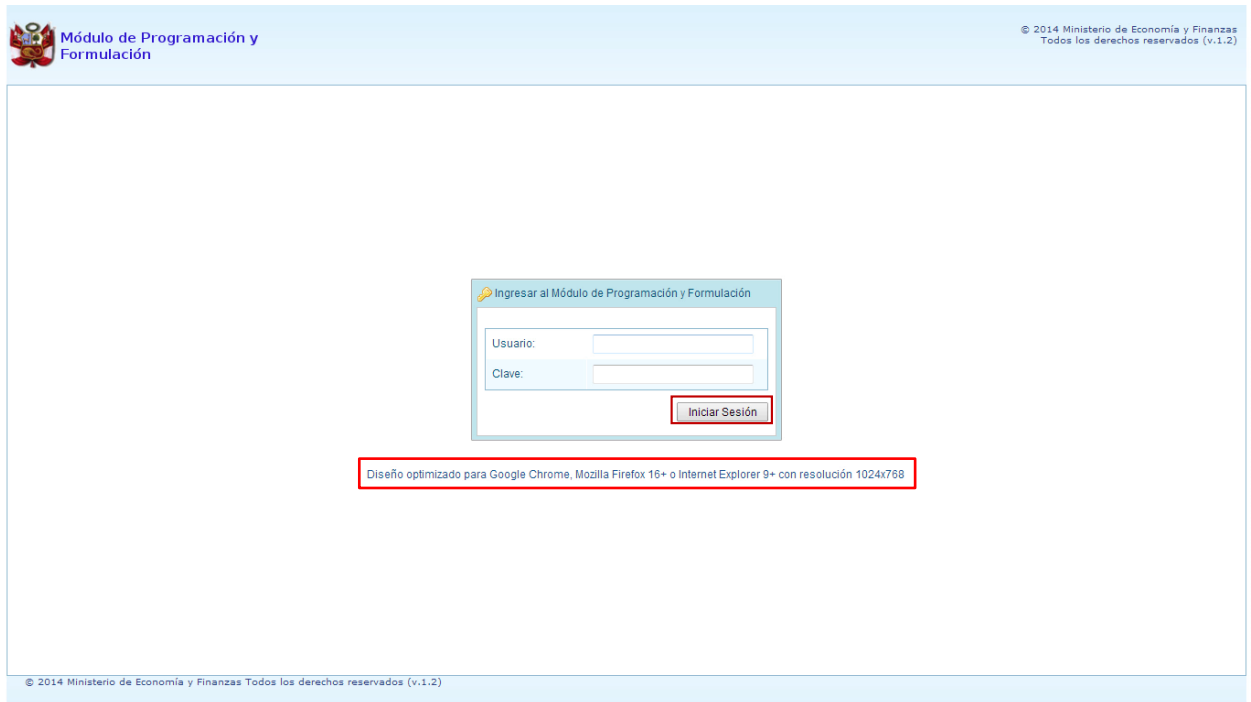 Módulo de Programación y
Formulación
© 2014 Ministerio de Economía y Finanzas
Todos los derechos reservados (v.1.2)
Ingresar al Módulo de Programación y Formulación
Usuario:
Clave:
Iniciar Sesión
Diseño optimizado para Google Chrome, Mozilla Firefox 16+ o Internet Explorer 9+ con resolución 1024x768
© 2014 Ministerio de Economía y Finanzas Todos los derechos reservados (v.1.2)